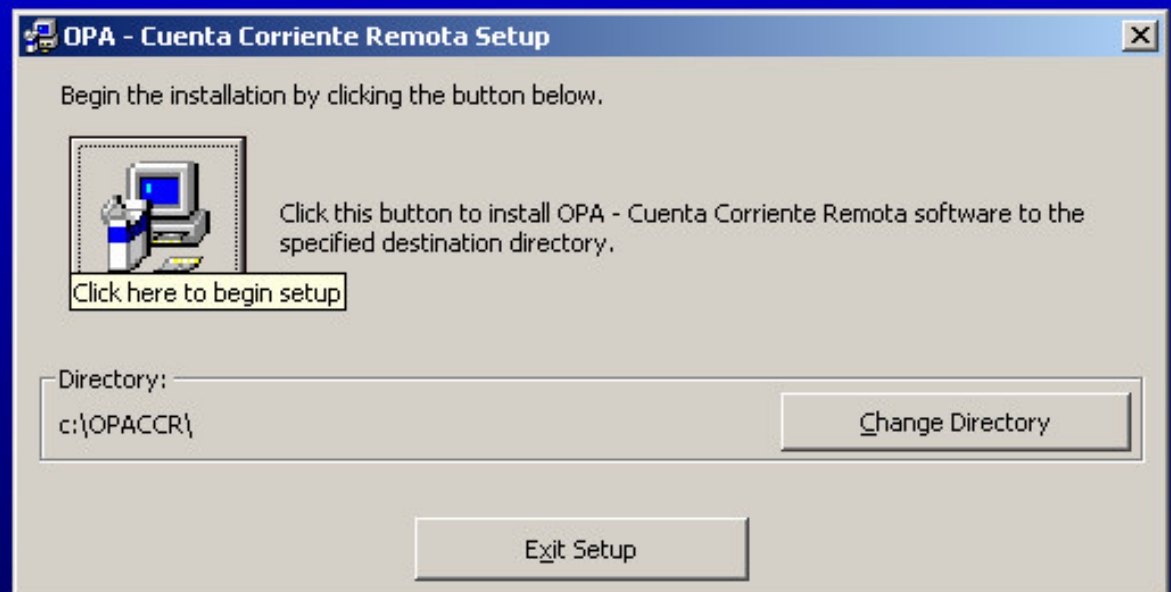 OPA - Cuenta Corriente Remota Setup
Begin the installation by clicking the button below.
Click this button to install OPA - Cuenta Corriente Remota software to the
specified destination directory.
Click here to begin setup
Directory:
c:\OPACCR\
Change Directory
Exit Setup